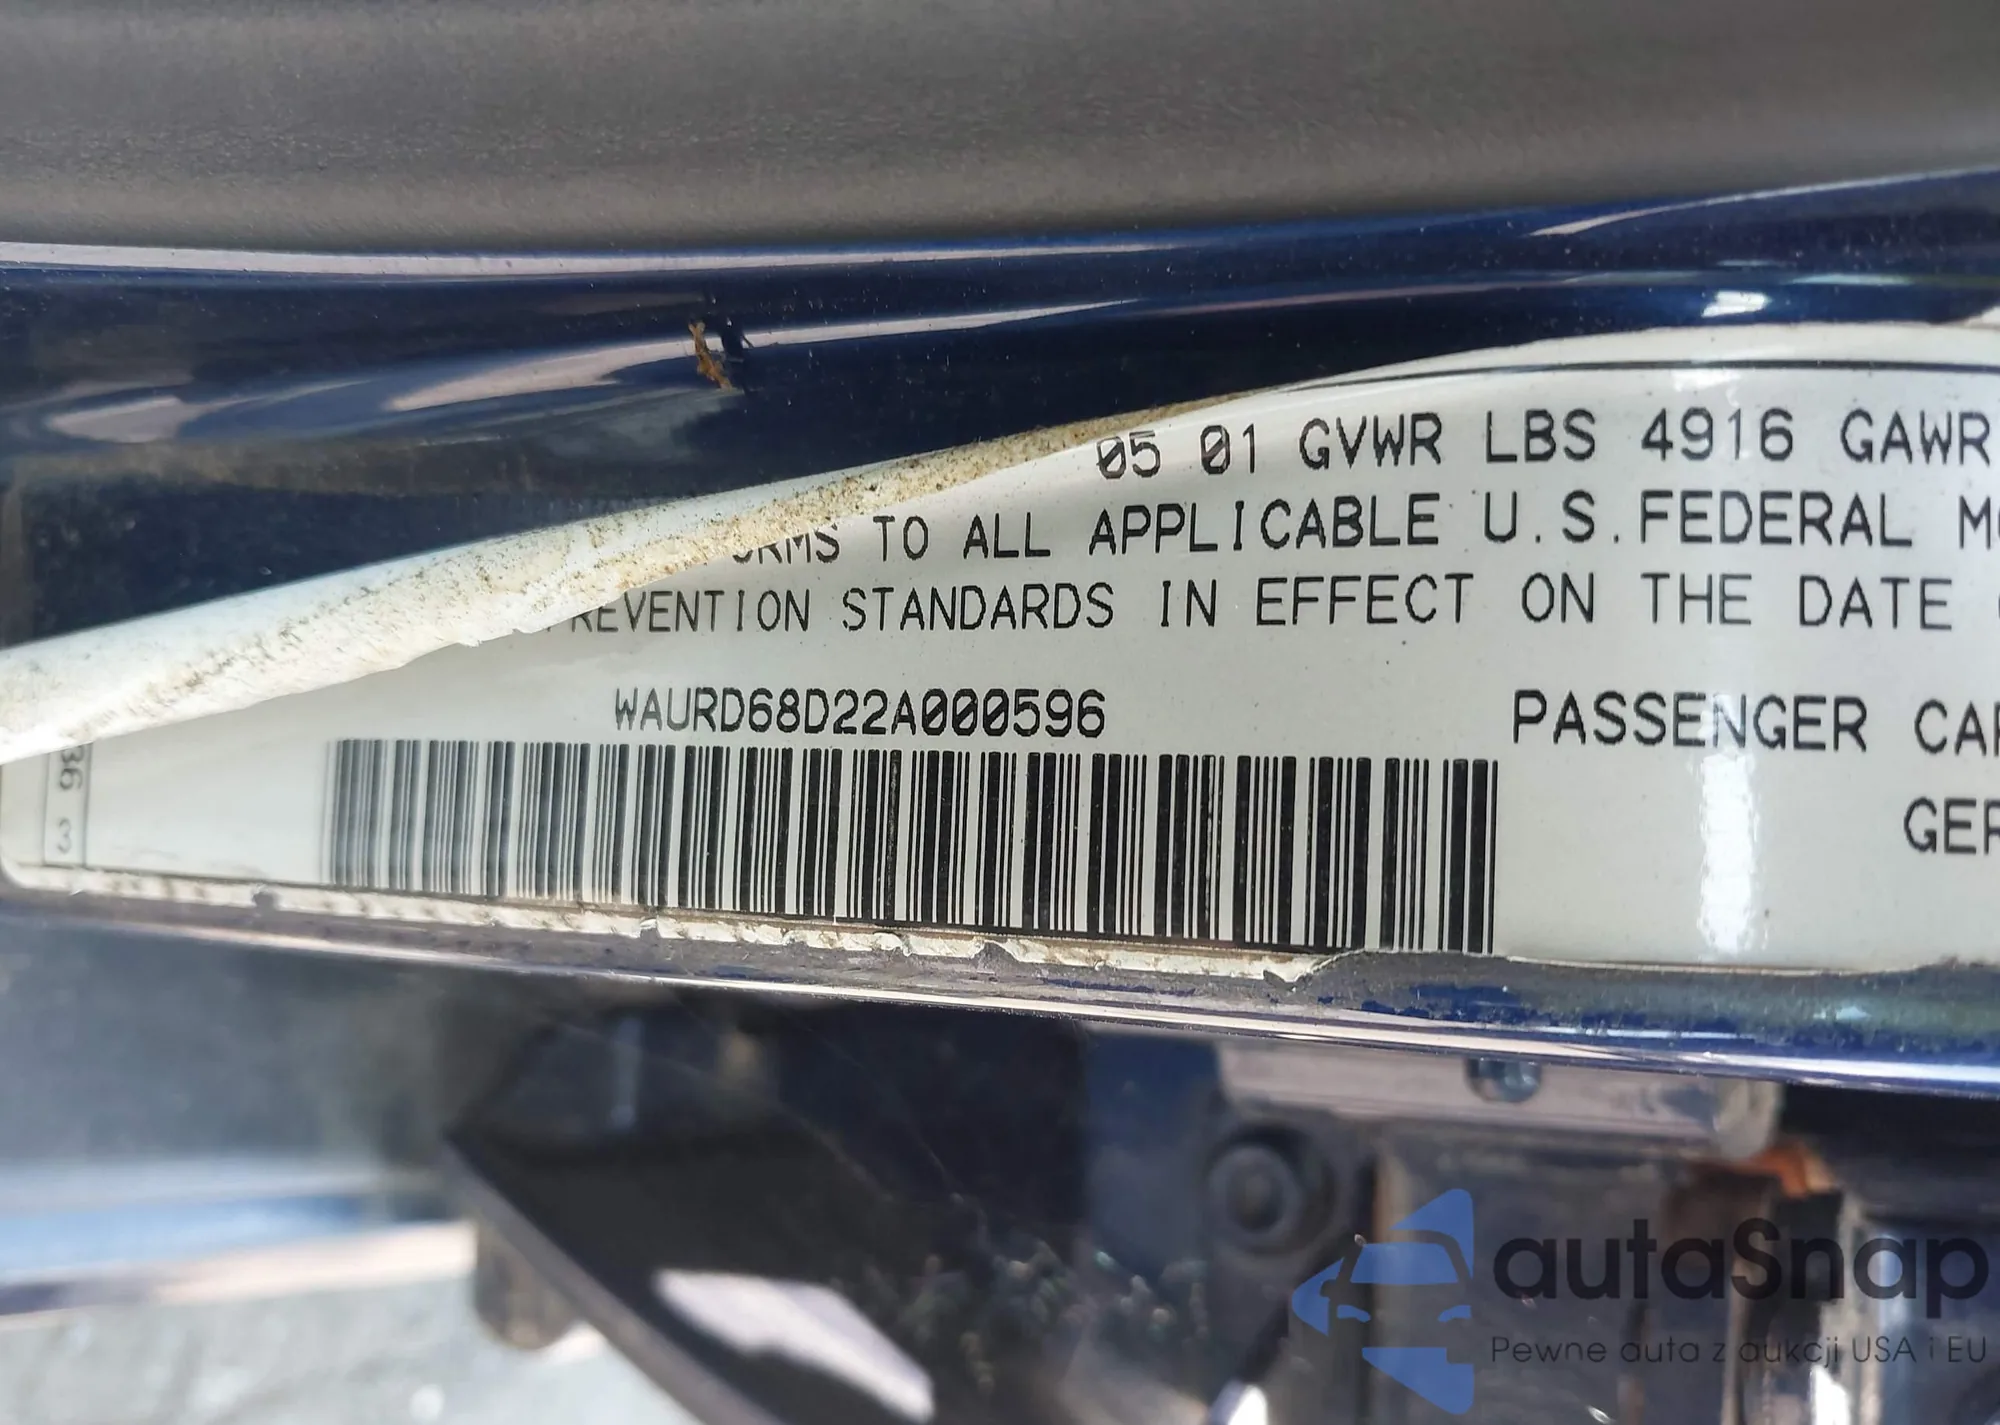 05 01 GVWR LBS 4916 GAWR
TO ALL APPLICABLE U.S.FEDERAL
STANDARDS IN EFFECT ON THE DATE
WAURD68D22A000596
PASSENGER
3
autaSnap
Pewne auta z aukcji USA i EU